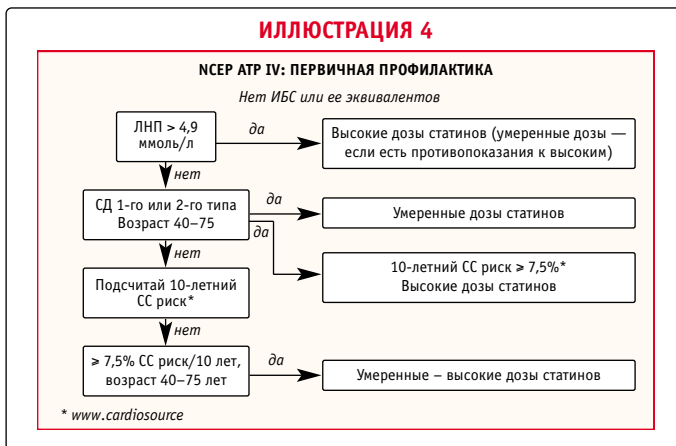 ИЛЛЮСТРАЦИЯ 4
NCEP ATP IV: ПЕРВИЧНАЯ ПРОФИЛАКТИКА
Нет ИБС или ее эквивалентов
ЛНП > 4,9
ммоль/л
да
Высокие дозы статинов (умеренные дозы —
если есть противопоказания к высоким)
нет
СД 1-го или 2-го типа
Возраст 40–75
да
Умеренные дозы статинов
да
10-летний СС риск ⩾ 7,5%*
Высокие дозы статинов
нет
Подсчитай 10-летний
СС риск*
нет
⩾ 7,5% СС риск/10 лет,
возраст 40–75 лет
да
Умеренные – высокие дозы статинов
* www.cardiosource